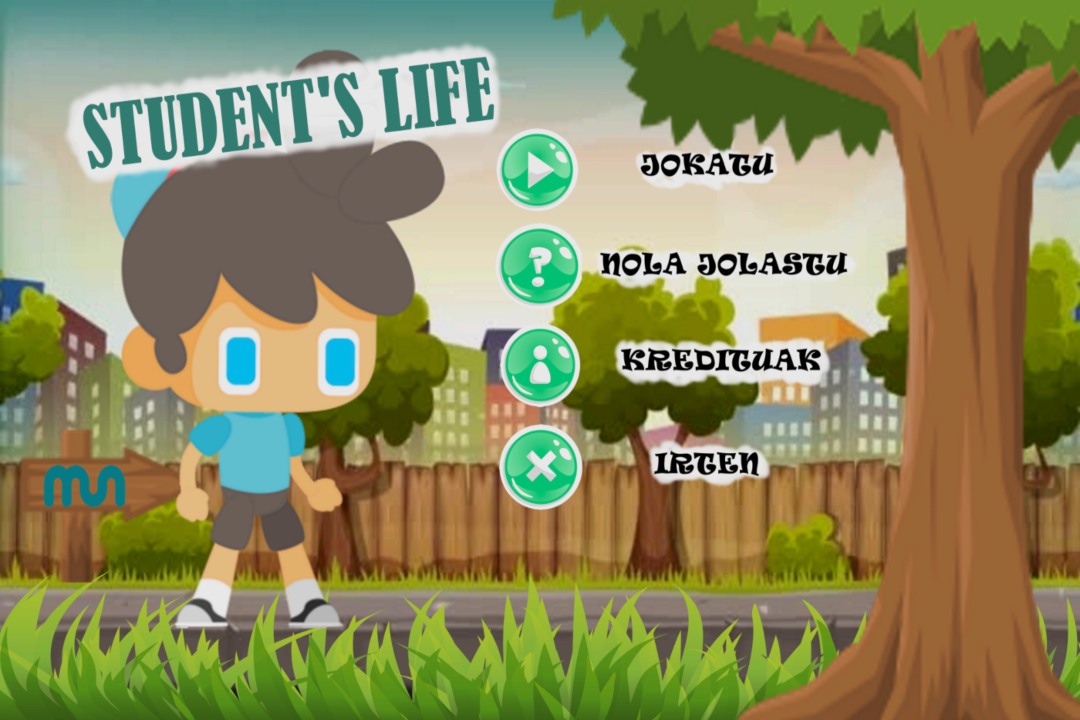 STUDENT'S LIFE
JOKATU
NOLA JOLASTU
KREDITUAK
IRTEN